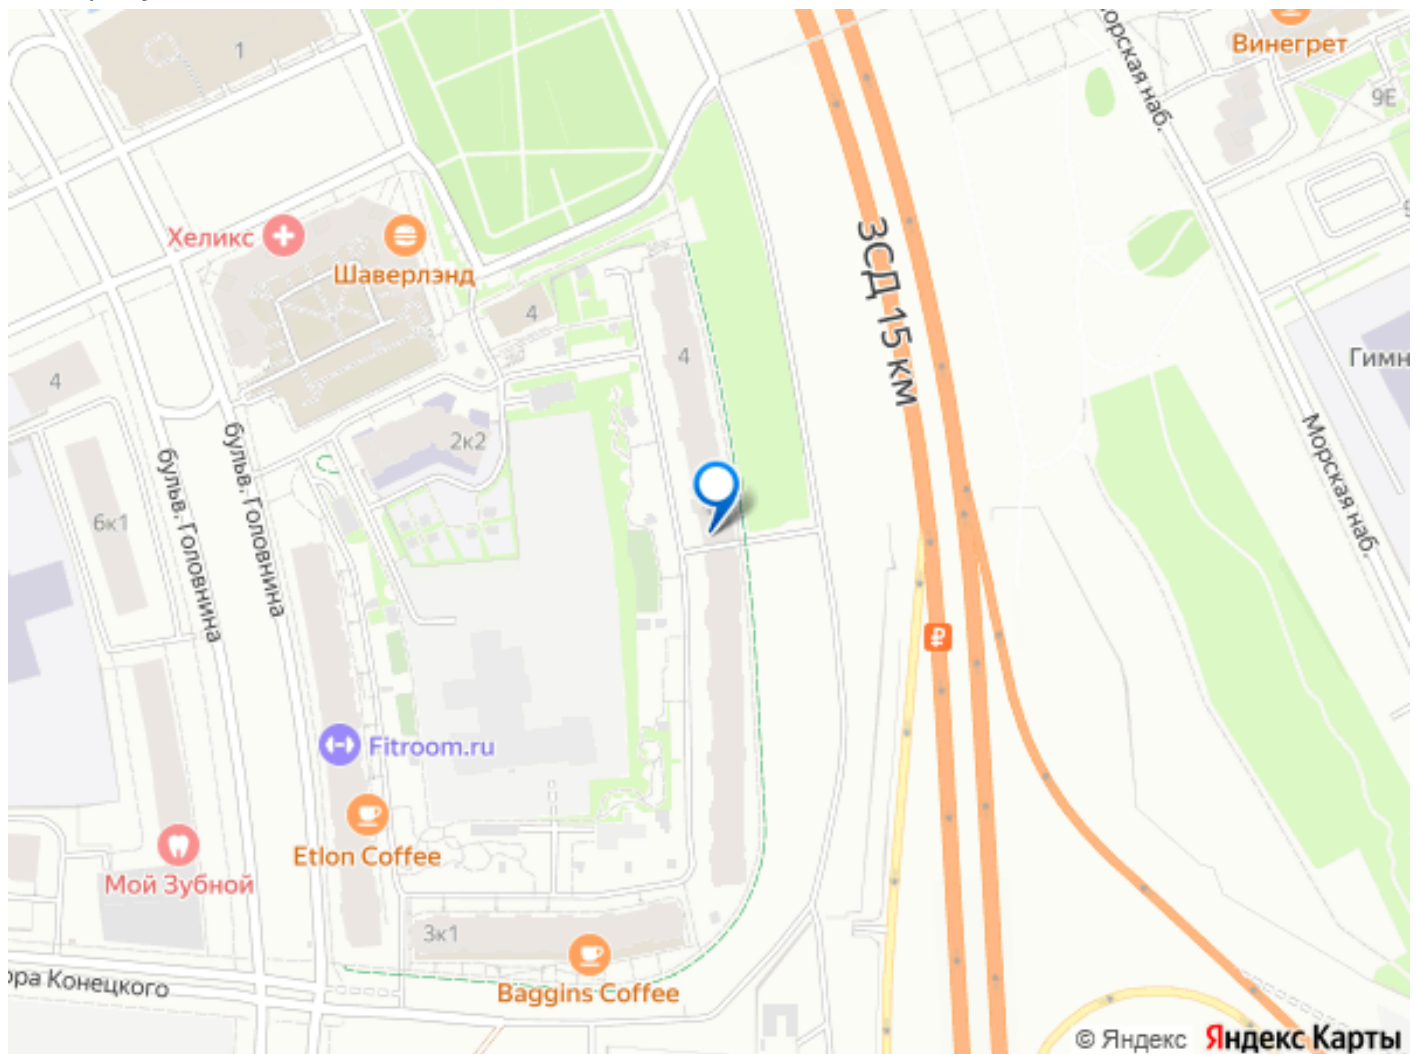 Морская наб.
Винегрет
1
9Е
ЗСД 15 км
Хеликс
Шаверлэнд
4
4
Гимн
4
бульв. Головнина
2к2
Морская наб.
бульв. Головнина
6к1
Fitroom.ru
Etlon Coffee
Мой Зубной
3к1
ора Конецкого
Baggins Coffee
© Яндекс Яндекс Карты